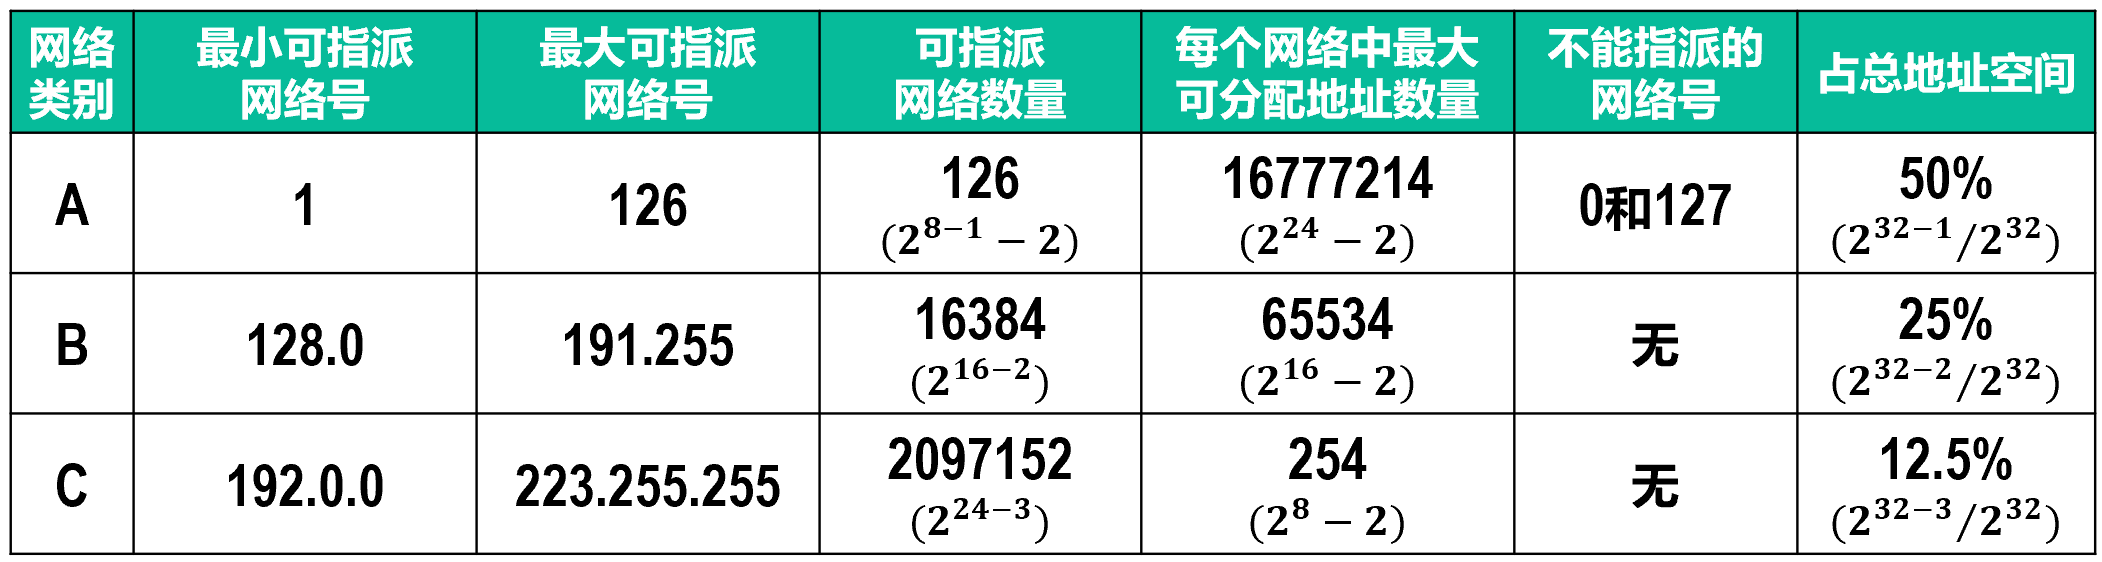 网络
类别
最小可指派
网络号
最大可指派
网络号
可指派
网络数量
每个网络中最大
可分配地址数量
不能指派的
网络号
占总地址空间
A
1
126
126
(2^{8−1} − 2)
16777214
(2^{24} − 2)
0和127
50%
(2^{32−1}/2^{32})
B
128.0
191.255
16384
(2^{16−2})
65534
(2^{16} − 2)
无
25%
(2^{32−2}/2^{32})
C
192.0.0
223.255.255
2097152
(2^{24−3})
254
(2^{8} − 2)
无
12.5%
(2^{32−3}/2^{32})